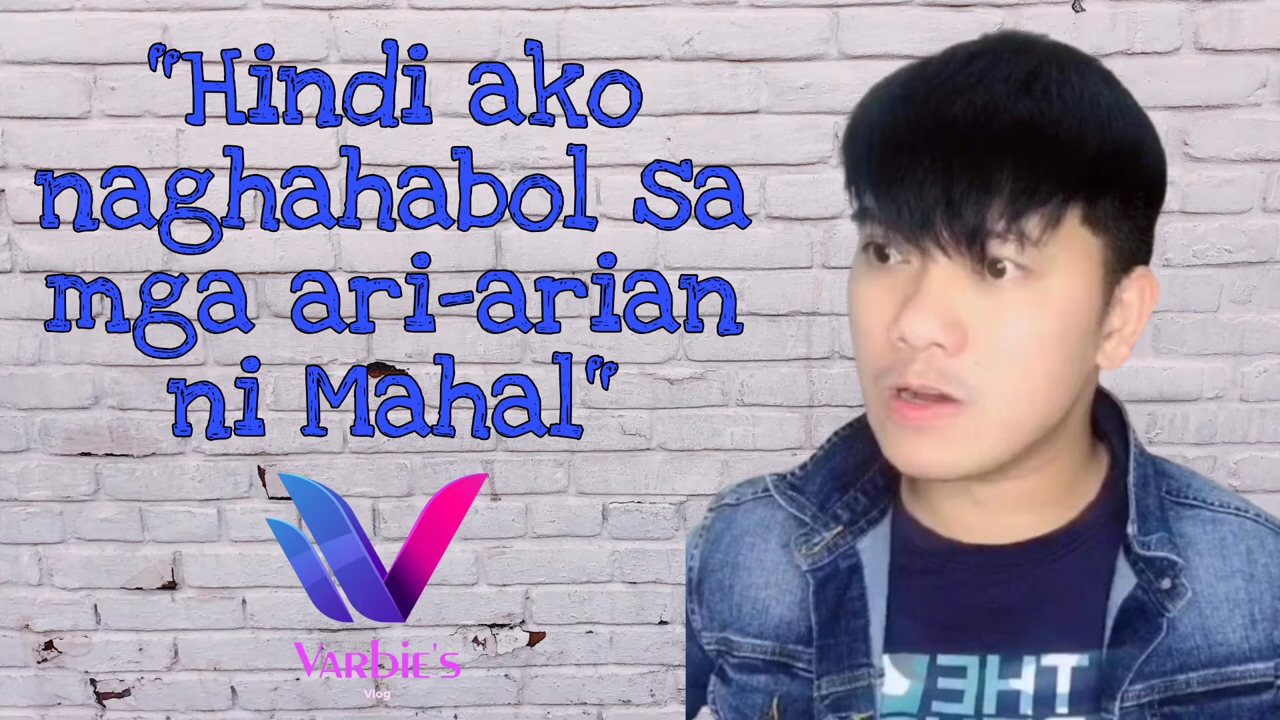 "Hindi ako
naghahabol sa
mga ari-arian
ni Mahal"
VARBIE'S
Vlog
THE